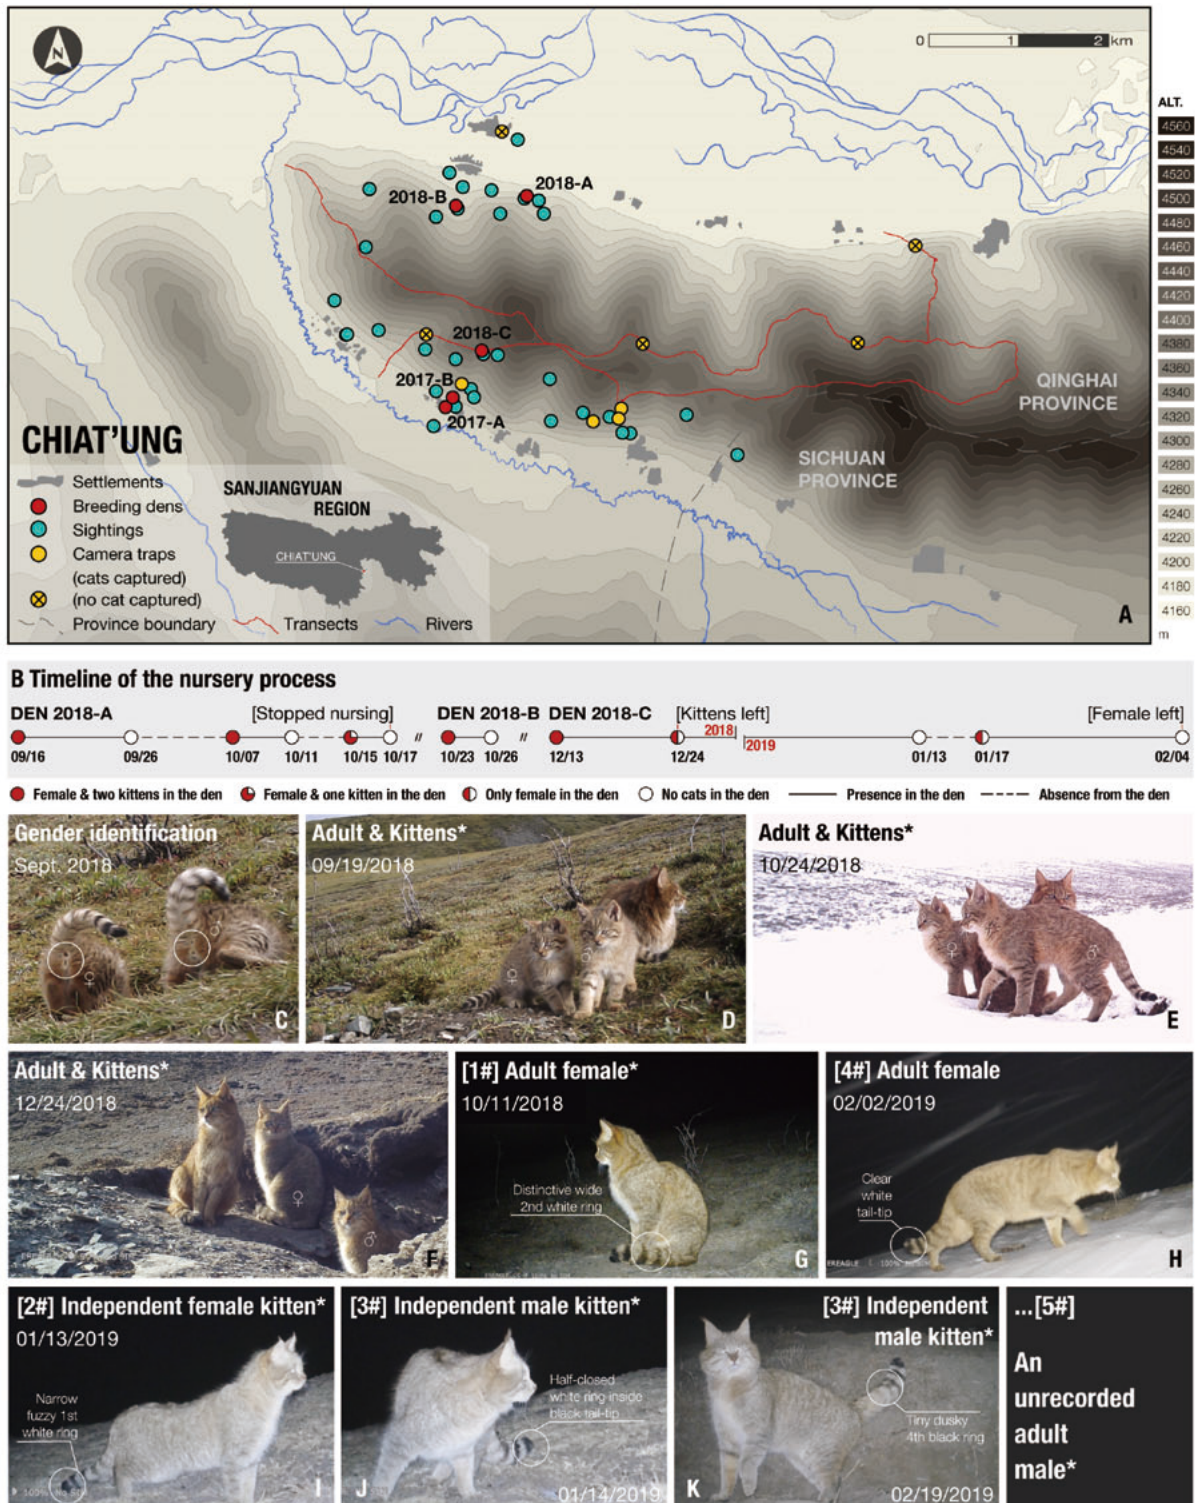 N
0 1 2 km
ALT.
4560
4540
4520
4500
4480
4460
4440
4420
4400
4380
4360
4340
4320
4300
4280
4260
4240
4220
4200
4180
4160
m
2018-A
2018-B
2018-C
2017-B
2017-A
QINGHAI
PROVINCE
SICHUAN
PROVINCE
CHIAT'UNG
Settlements
Breeding dens
Sightings
Camera traps
(cats captured)
(no cat captured)
Province boundary
Transects
Rivers
SANJIANGYUAN
REGION
CHIAT'UNG
A
B Timeline of the nursery process
DEN 2018-A [Stopped nursing] DEN 2018-B DEN 2018-C [Kittens left] [Female left]
2018
2019
// //
09/16 09/26 10/07 10/11 10/15 10/17 10/23 10/26 12/13 12/24 01/13 01/17 02/04
Female & two kittens in the den Female & one kitten in the den Only female in the den No cats in the den Presence in the den Absence from the den
Gender identification
Sept. 2018
♀ ♂
C
Adult & Kittens*
09/19/2018
♀ ♂
D
Adult & Kittens*
10/24/2018
♀ ♂
E
Adult & Kittens*
12/24/2018
♀
♂
F
[1#] Adult female*
10/11/2018
Distinctive wide
2nd white ring
G
[4#] Adult female
02/02/2019
Clear
white
tail-tip
EREAGLE 100%
H
[2#] Independent female kitten*
01/13/2019
Narrow
fuzzy 1st
white ring
100%
I
[3#] Independent male kitten*
Half-closed
white ring inside
black tail-tip
J
01/14/2019
[3#] Independent
male kitten*
Tiny dusky
4th black ring
K
02/19/2019
...[5#]
An
unrecorded
adult
male*